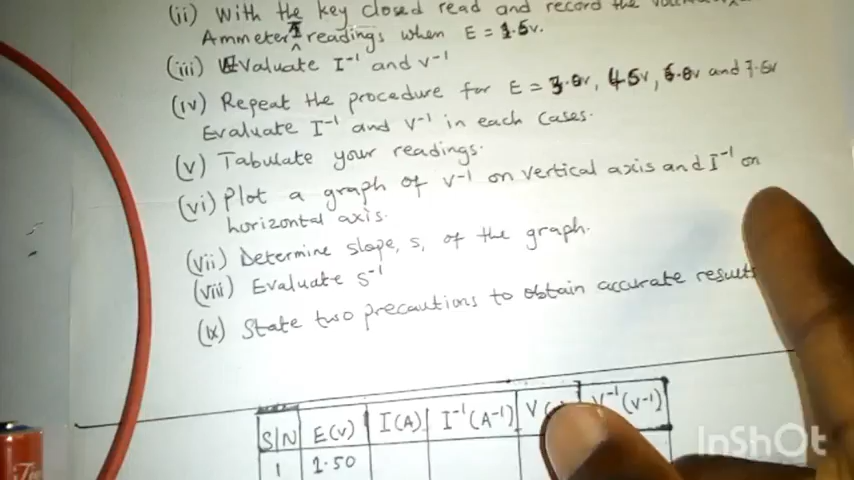 (ii) With the key closed read and record the
Ammeter readings when E = 1.5v.
(iii) Evaluate I⁻¹ and v⁻¹
(iv) Repeat the procedure for E = 3.0v, 4.5v, 6.0v and 7.5v
Evaluate I⁻¹ and V⁻¹ in each cases.
(v) Tabulate your readings.
(vi) Plot a graph of v⁻¹ on vertical axis and I⁻¹ on
horizontal axis.
(vii) Determine slope, s, of the graph.
(viii) Evaluate s⁻¹
(ix) State two precautions to obtain accurate results
S/N E(v) I(A) I⁻¹(A⁻¹) V V⁻¹(v⁻¹)
1 1.50
InShOt